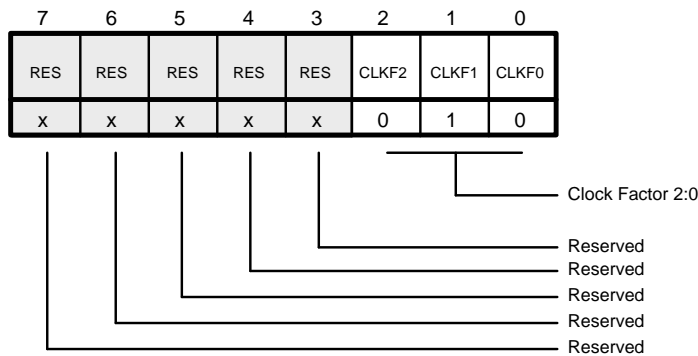 7 6 5 4 3 2 1 0
RES RES RES RES RES CLKF2 CLKF1 CLKF0
x x x x x 0 1 0
Clock Factor 2:0
Reserved
Reserved
Reserved
Reserved
Reserved